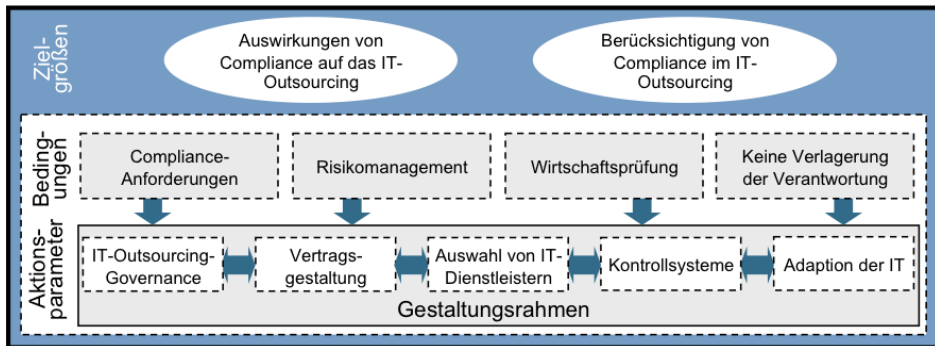 Ziel-
größen
Auswirkungen von
Compliance auf das IT-
Outsourcing
Berücksichtigung von
Compliance im IT-
Outsourcing
Beding-
ungen
Compliance-
Anforderungen
Risikomanagement
Wirtschaftsprüfung
Keine Verlagerung
der Verantwortung
Aktions-
parameter
IT-Outsourcing-
Governance
Vertrags-
gestaltung
Auswahl von IT-
Dienstleistern
Kontrollsysteme
Adaption der IT
Gestaltungsrahmen